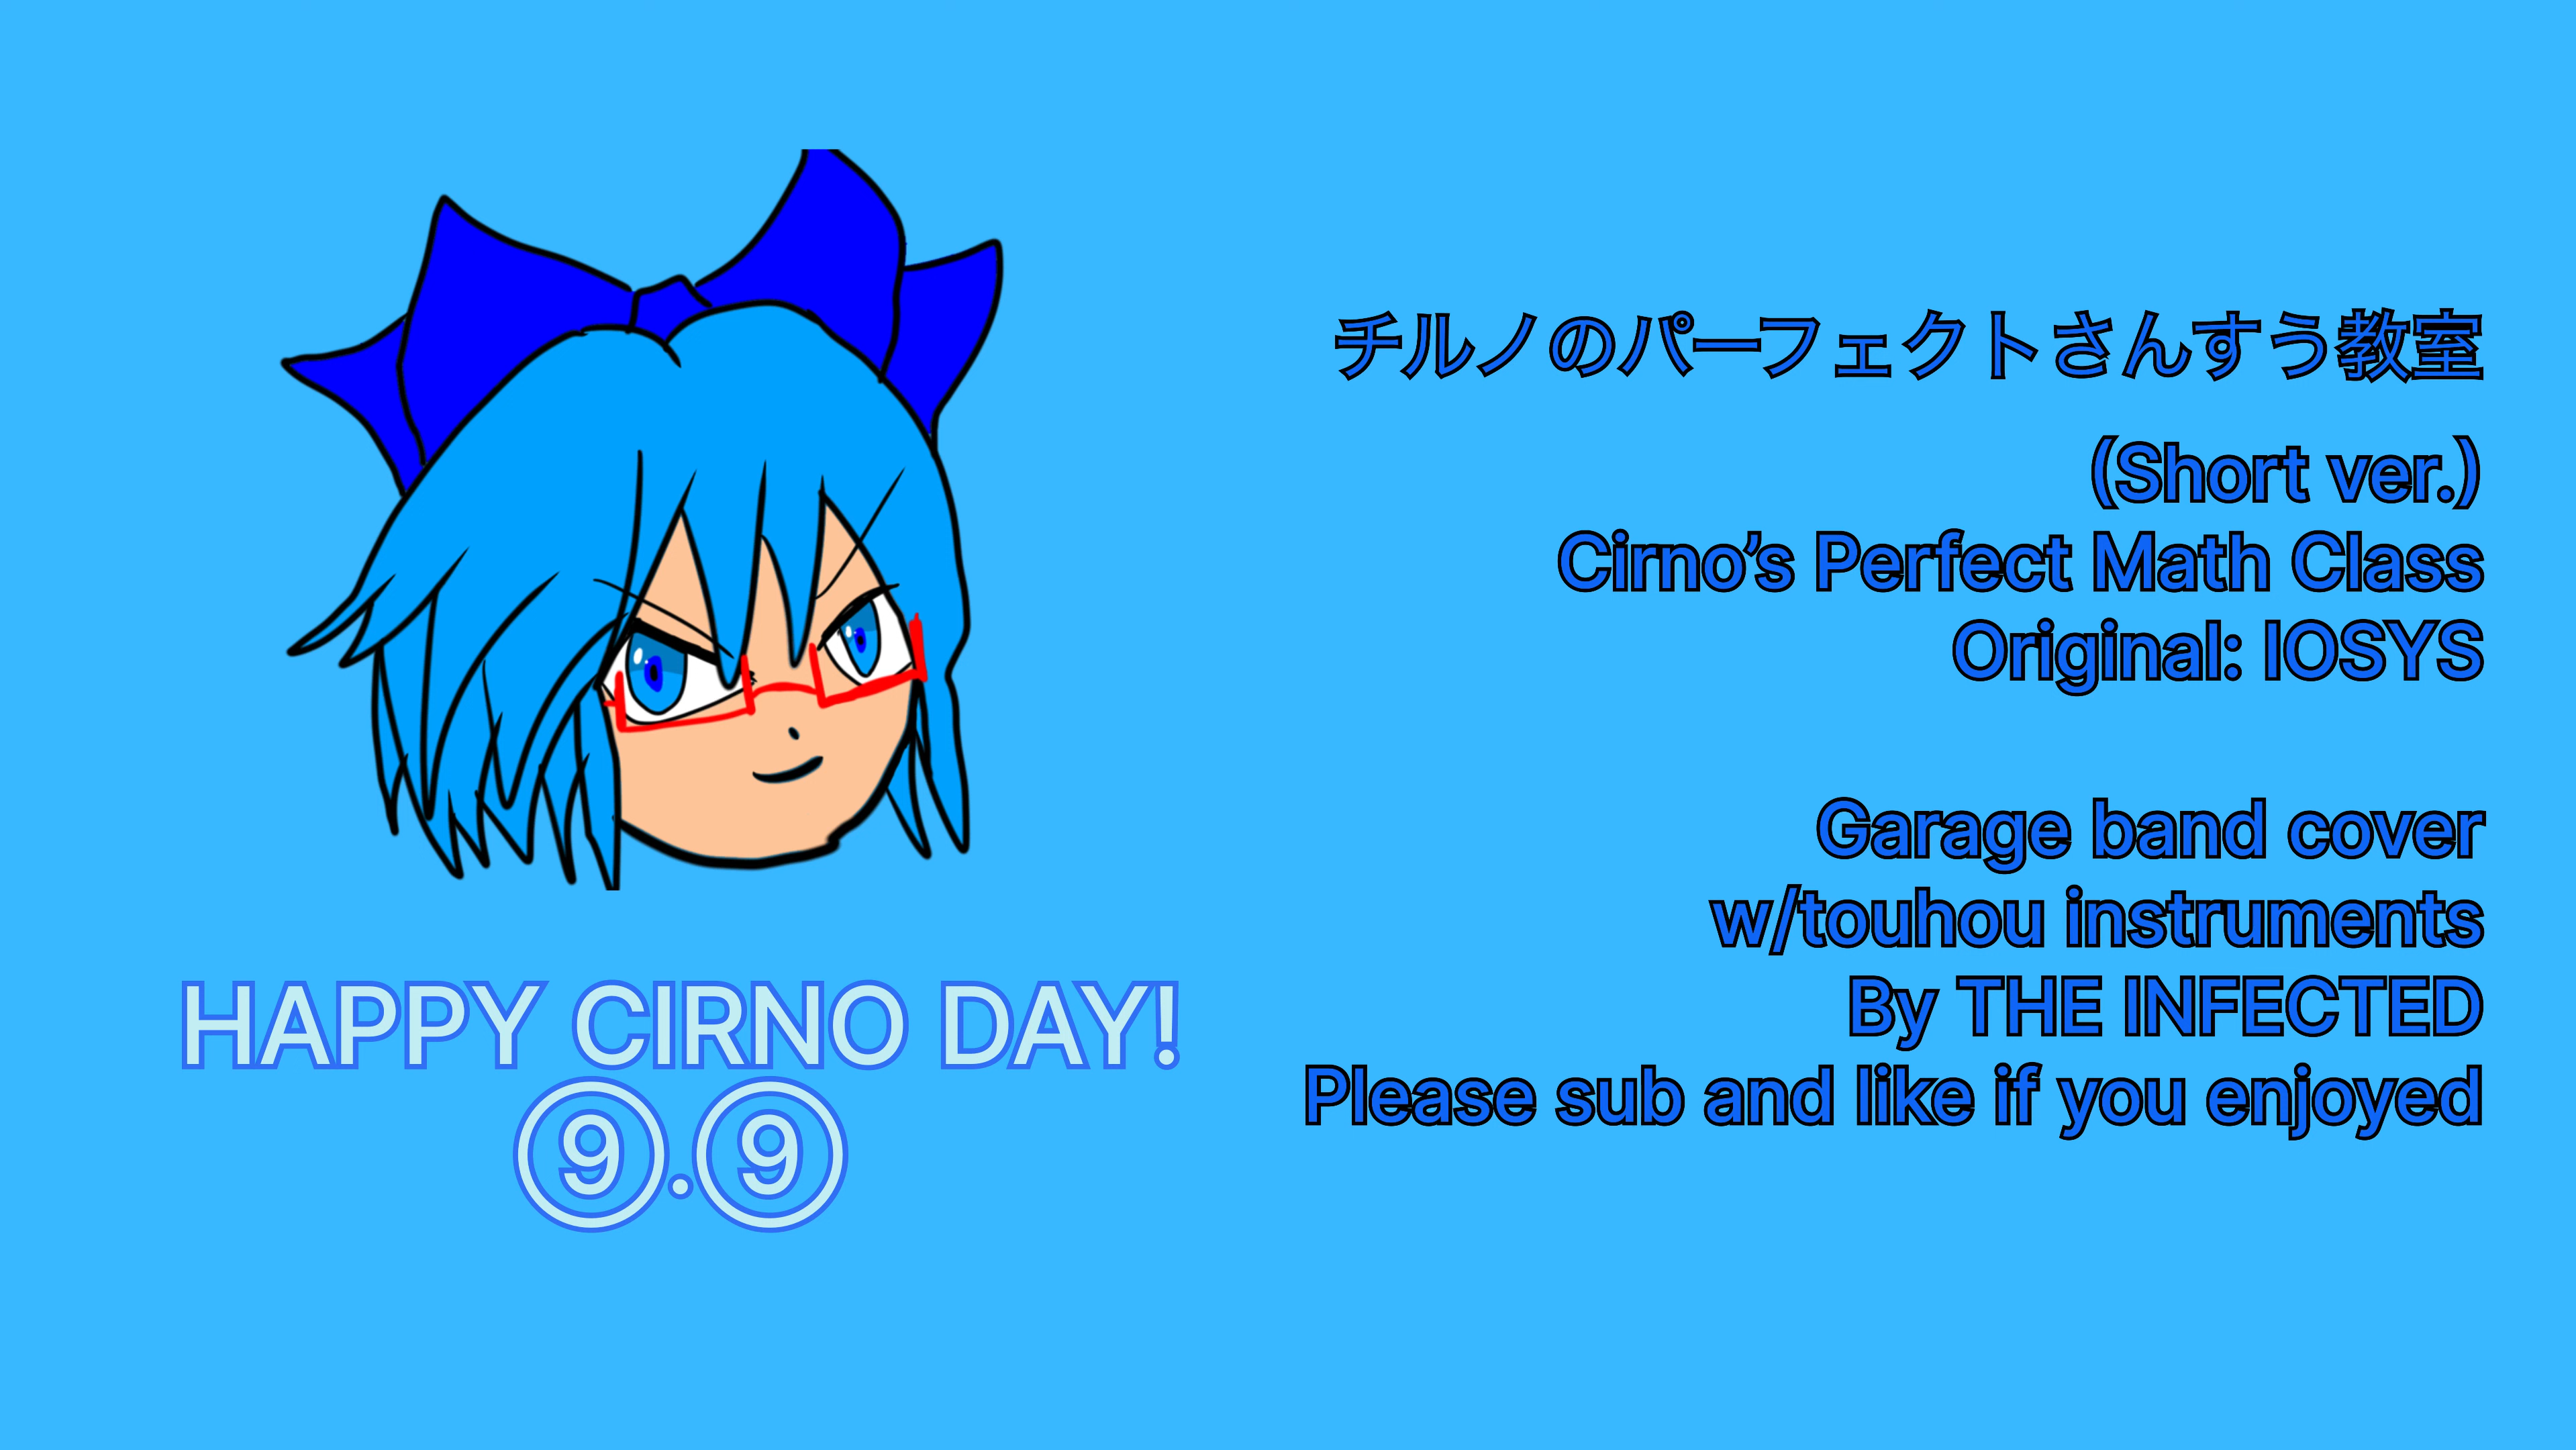 HAPPY CIRNO DAY!
⑨.⑨
チルノのパーフェクトさんすう教室
(Short ver.)
Cirno’s Perfect Math Class
Original: IOSYS
Garage band cover
w/touhou instruments
By THE INFECTED
Please sub and like if you enjoyed